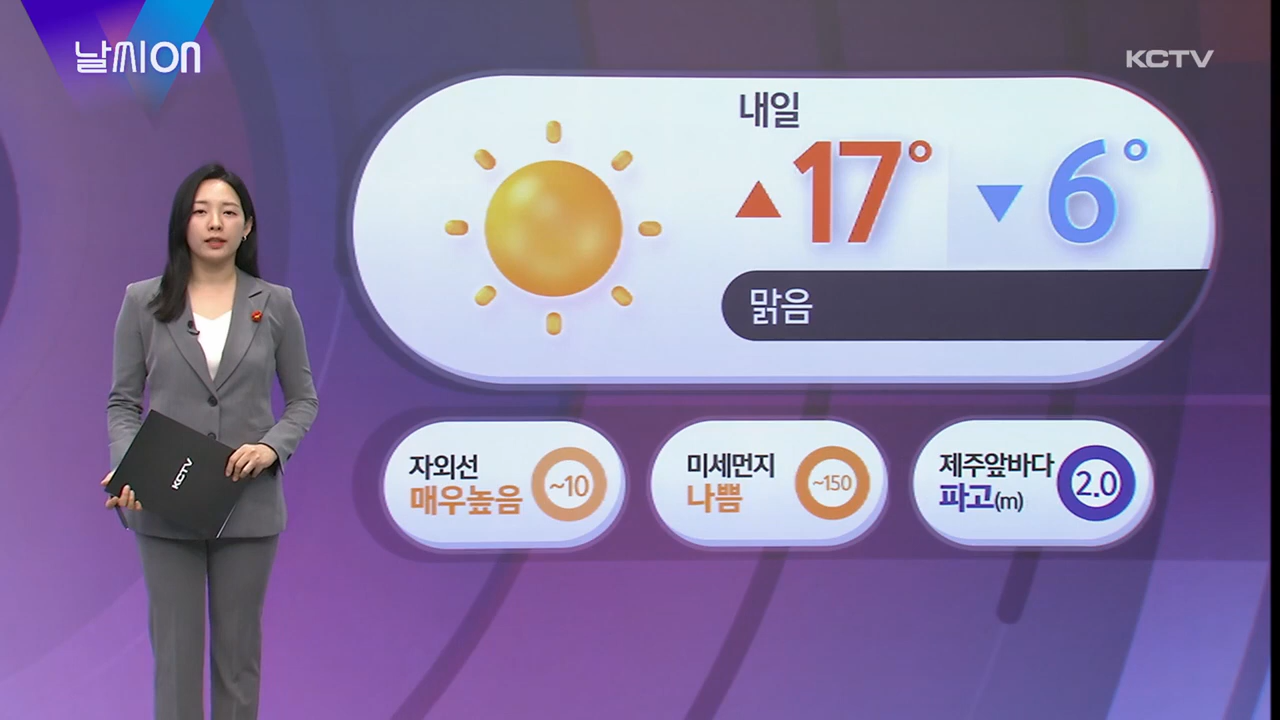 날씨ON
KCTV
내일
▲17° ▼6°
맑음
자외선
매우높음
~10
미세먼지
나쁨
~150
제주앞바다
파고(m)
2.0
KCTV